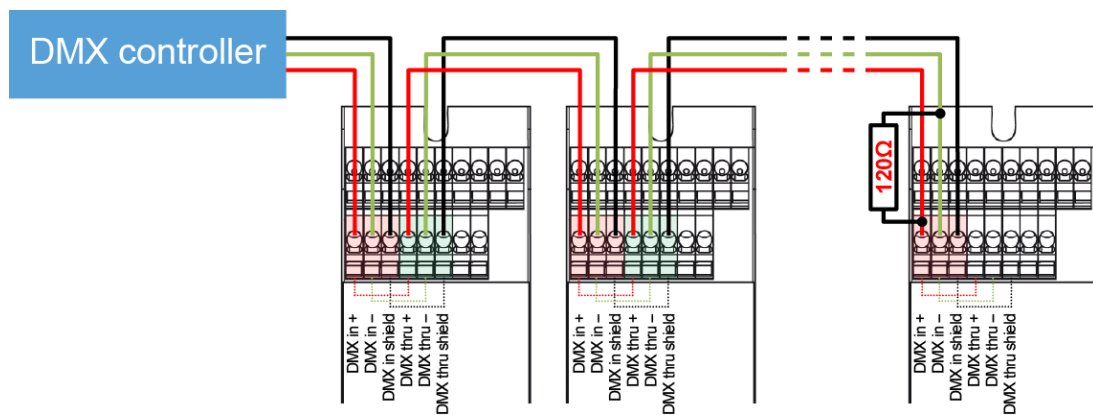 DMX controller
120Ω
DMX in +
DMX in –
DMX in shield
DMX thru +
DMX thru –
DMX thru shield
DMX in +
DMX in –
DMX in shield
DMX thru +
DMX thru –
DMX thru shield
DMX in +
DMX in –
DMX in shield
DMX thru +
DMX thru –
DMX thru shield